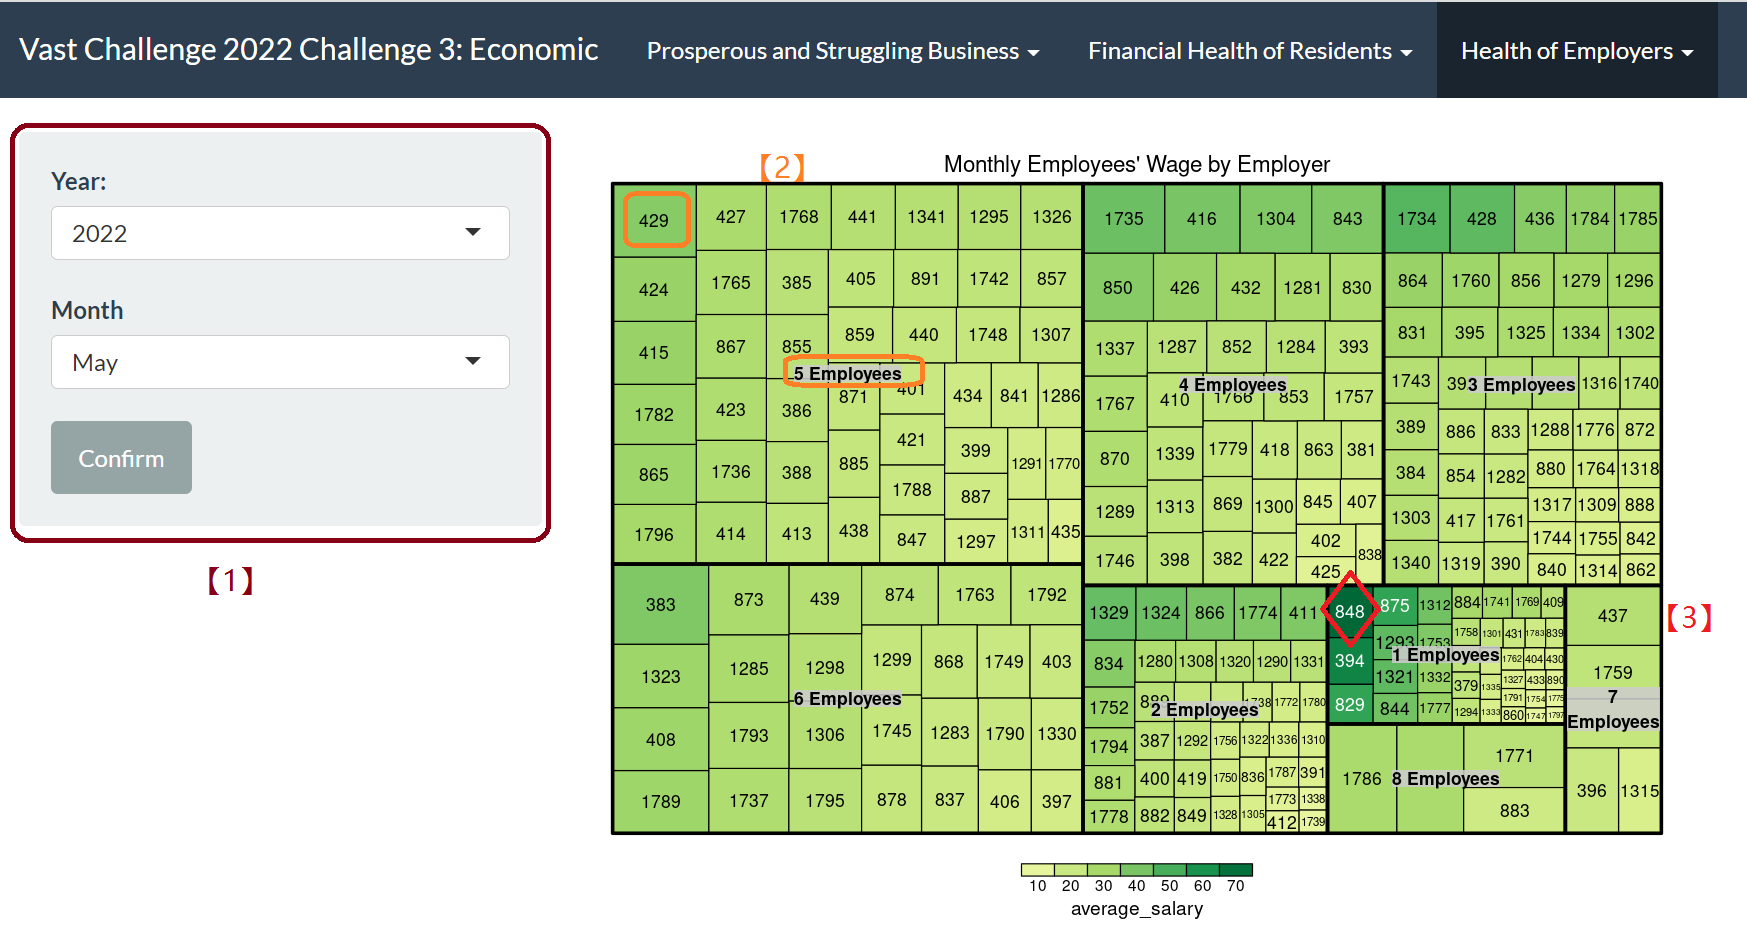 Vast Challenge 2022 Challenge 3: Economic
Prosperous and Struggling Business
Financial Health of Residents
Health of Employers
Year:
2022
Month
May
Confirm
【1】
【2】
Monthly Employees' Wage by Employer
429 427 1768 441 1341 1295 1326
424 1765 385 405 891 1742 857
415 867 855 859 440 1748 1307
5 Employees
1782 423 386 871 401 434 841 1286
865 1736 388 885 421 399 1291 1770
1788 887
1796 414 413 438 847 1297 1311 435
1735 416 1304 843
850 426 432 1281 830
1337 1287 852 1284 393
4 Employees
1767 410 1766 853 1757
870 1339 1779 418 863 381
1289 1313 869 1300 845 407
1746 398 382 422 402 838
425
1734 428 436 1784 1785
864 1760 856 1279 1296
831 395 1325 1334 1302
1743 3 Employees 1316 1740
389 886 833 1288 1776 872
384 854 1282 880 1764 1318
1303 417 1761 1317 1309 888
1744 1755 842
1340 1319 390 840 1314 862
383 873 439 874 1763 1792
1323 1285 1298 1299 868 1749 403
6 Employees
408 1793 1306 1745 1283 1790 1330
1789 1737 1795 878 837 406 397
1329 1324 866 1774 411
834 1280 1308 1320 1290 1331
1752 889 1772 1780
2 Employees
1794 387 1292 1756 1322 1336 1310
881 400 419 1750 836 1787 391
1773 1338
1778 882 849 1328 1305 412 1739
848 875 1312 884 1741 1769 409
1293 1753 1758 1301 431 1783 839
394 1 Employees 1762 404 430
1321 1332 379 1335 1327 433 890
829 844 1777 1294 1333 1791 1754 1775
860 1747 1797
437
【3】
1759
7
Employees
396 1315
1786 8 Employees 1771
883
10 20 30 40 50 60 70
average_salary